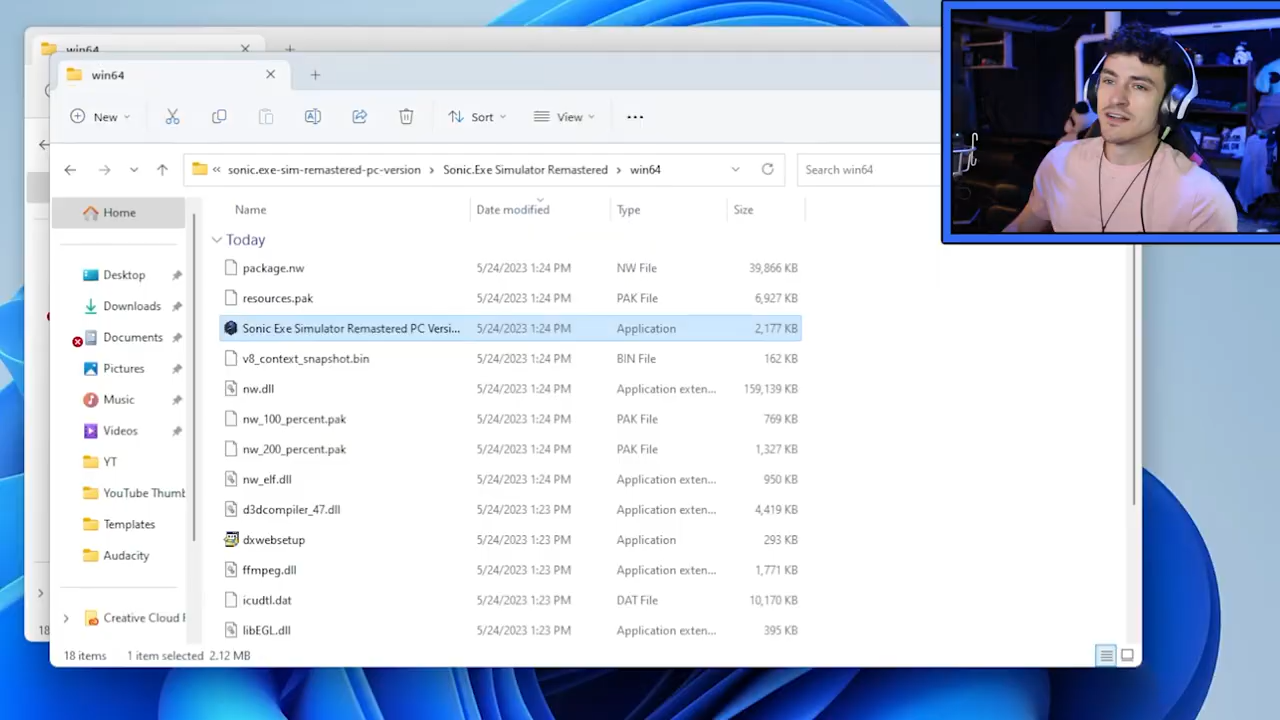 win64
win64
New
Sort
View
sonic.exe-sim-remastered-pc-version > Sonic.Exe Simulator Remastered > win64
Search win64
Home
Desktop
Downloads
Documents
Pictures
Music
Videos
YT
YouTube Thumb
Templates
Audacity
Creative Cloud F
Name Date modified Type Size
Today
package.nw 5/24/2023 1:24 PM NW File 39,866 KB
resources.pak 5/24/2023 1:24 PM PAK File 6,927 KB
Sonic Exe Simulator Remastered PC Versi... 5/24/2023 1:24 PM Application 2,177 KB
v8_context_snapshot.bin 5/24/2023 1:24 PM BIN File 162 KB
nw.dll 5/24/2023 1:24 PM Application exten... 159,139 KB
nw_100_percent.pak 5/24/2023 1:24 PM PAK File 769 KB
nw_200_percent.pak 5/24/2023 1:24 PM PAK File 1,327 KB
nw_elf.dll 5/24/2023 1:24 PM Application exten... 950 KB
d3dcompiler_47.dll 5/24/2023 1:24 PM Application exten... 4,419 KB
dxwebsetup 5/24/2023 1:23 PM Application 293 KB
ffmpeg.dll 5/24/2023 1:23 PM Application exten... 1,771 KB
icudtl.dat 5/24/2023 1:23 PM DAT File 10,170 KB
libEGL.dll 5/24/2023 1:23 PM Application exten... 395 KB
18
18 items 1 item selected 2.12 MB